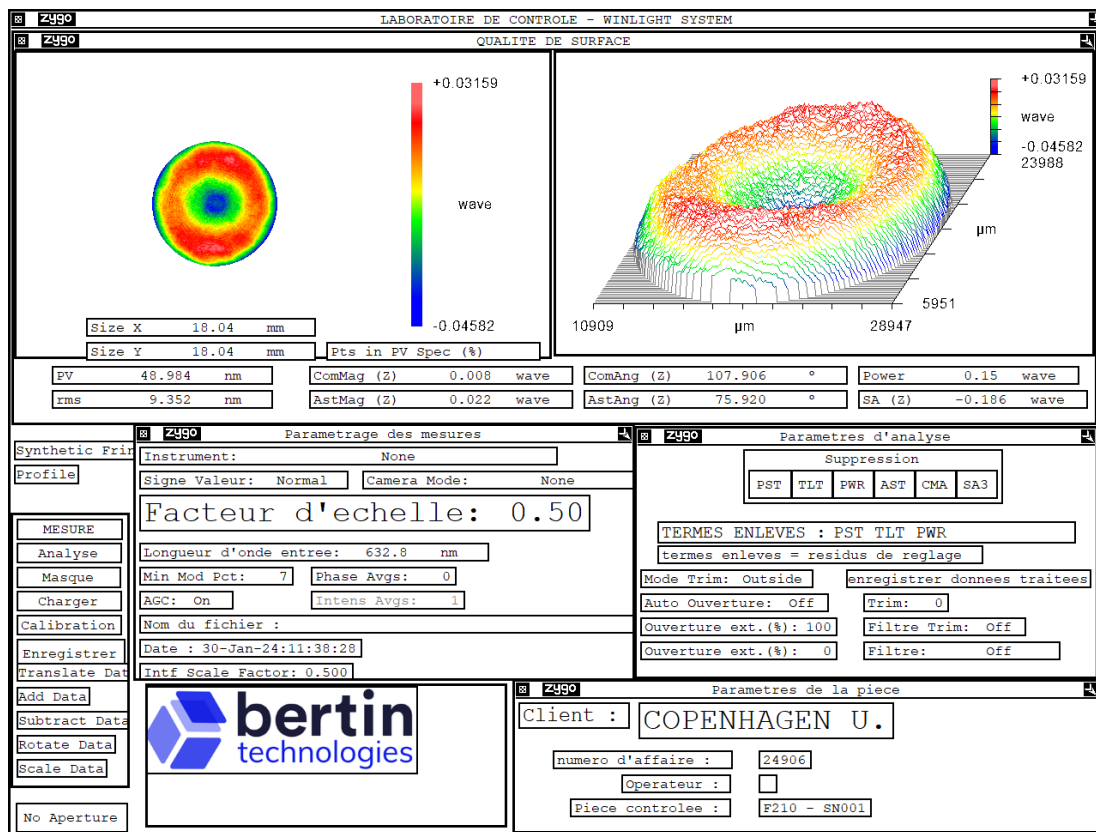 zygo LABORATOIRE DE CONTROLE - WINLIGHT SYSTEM
zygo QUALITE DE SURFACE
+0.03159
wave
-0.04582
+0.03159
wave
-0.04582
23988
µm
5951
10909 µm 28947
Size X 18.04 mm
Size Y 18.04 mm
Pts in PV Spec (%)
PV 48.984 nm
ComMag (Z) 0.008 wave
ComAng (Z) 107.906 °
Power 0.15 wave
rms 9.352 nm
AstMag (Z) 0.022 wave
AstAng (Z) 75.920 °
SA (Z) -0.186 wave
Synthetic Frin
Profile
MESURE
Analyse
Masque
Charger
Calibration
Enregistrer
Translate Dat
Add Data
Subtract Data
Rotate Data
Scale Data
No Aperture
zygo Parametrage des mesures
Instrument: None
Signe Valeur: Normal Camera Mode: None
Facteur d'echelle: 0.50
Longueur d'onde entree: 632.8 nm
Min Mod Pct: 7 Phase Avgs: 0
AGC: On Intens Avgs: 1
Nom du fichier :
Date : 30-Jan-24:11:38:28
Intf Scale Factor: 0.500
zygo Parametres d'analyse
Suppression
PST TLT PWR AST CMA SA3
TERMES ENLEVES : PST TLT PWR
termes enleves = residus de reglage
Mode Trim: Outside enregistrer donnees traitees
Auto Ouverture: Off Trim: 0
Ouverture ext.(%): 100 Filtre Trim: Off
Ouverture ext.(%): 0 Filtre: Off
bertin
technologies
zygo Parametres de la piece
Client : COPENHAGEN U.
numero d'affaire : 24906
Operateur :
Pièce controlee : F210 - SN001